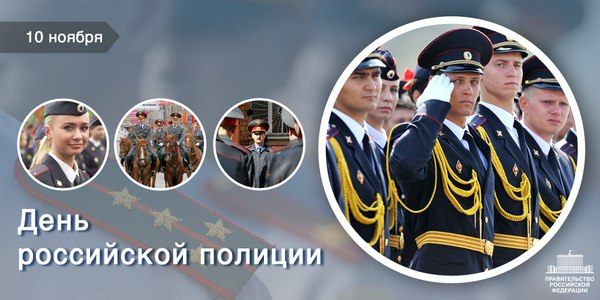 10 ноября
День
российской полиции
ПРАВИТЕЛЬСТВО
РОССИЙСКОЙ
ФЕДЕРАЦИИ